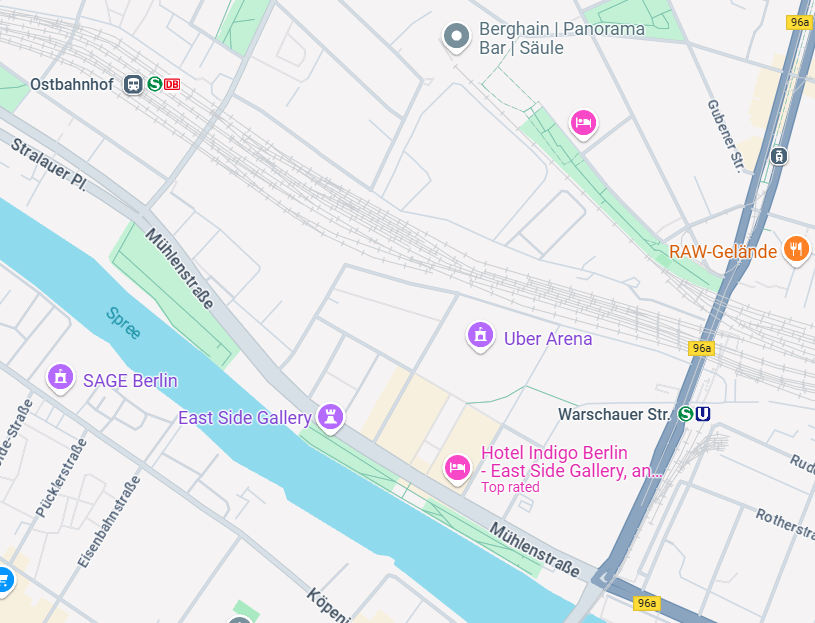 96a
Berghain | Panorama
Bar | Säule
Ostbahnhof
S
DB
Gubener Str.
Stralauer Pl.
Mühlenstraße
RAW-Gelände
Spree
Uber Arena
96a
SAGE Berlin
East Side Gallery
Warschauer Str.
S
U
Hotel Indigo Berlin
- East Side Gallery, an...
Top rated
Pücklerstraße
Eisenbahnstraße
Mühlenstraße
96a